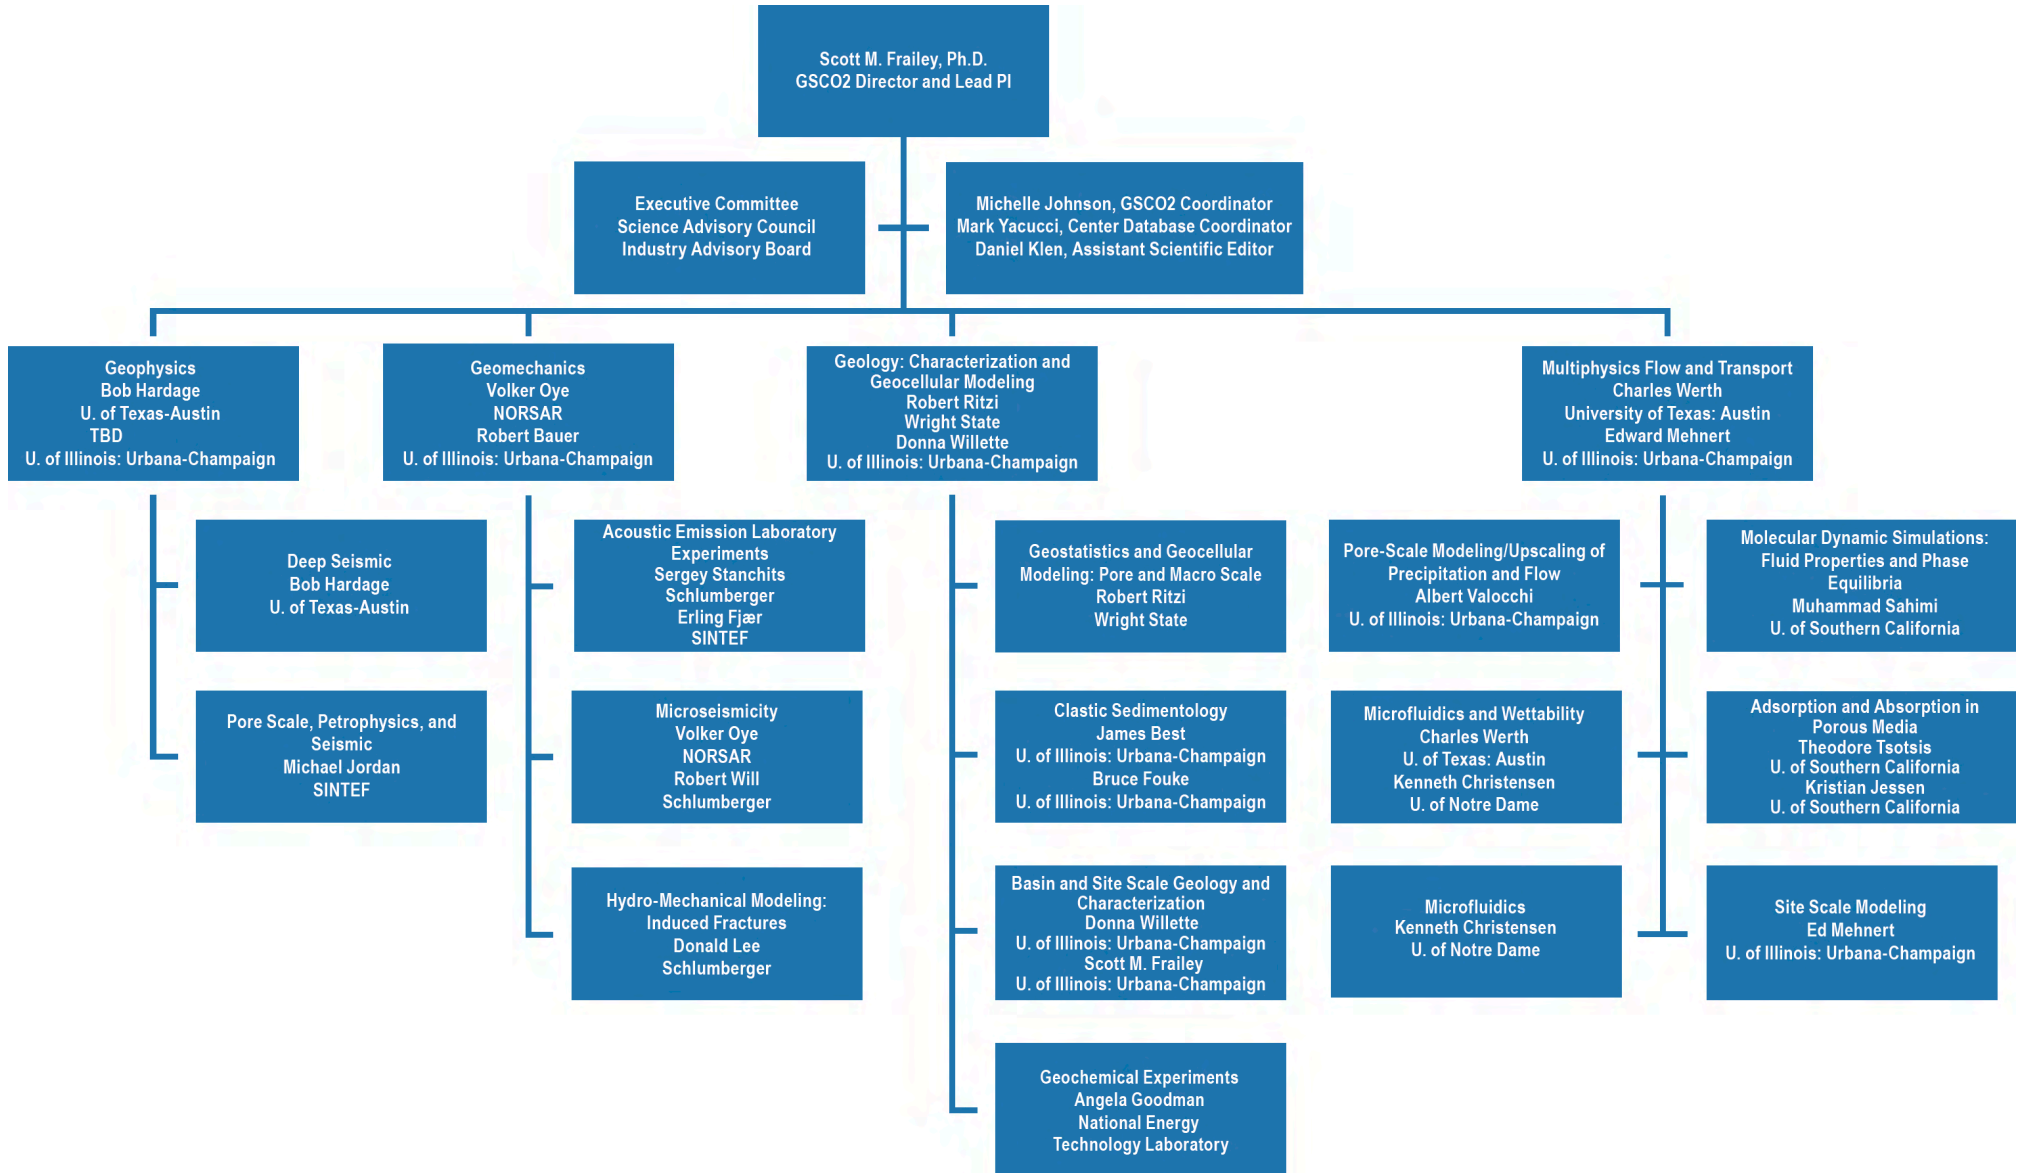 Scott M. Frailey, Ph.D.
GSCO2 Director and Lead PI
Executive Committee
Science Advisory Council
Industry Advisory Board
Michelle Johnson, GSCO2 Coordinator
Mark Yacucci, Center Database Coordinator
Daniel Klen, Assistant Scientific Editor
Geophysics
Bob Hardage
U. of Texas-Austin
TBD
U. of Illinois: Urbana-Champaign
Geomechanics
Volker Oye
NORSAR
Robert Bauer
U. of Illinois: Urbana-Champaign
Geology: Characterization and
Geocellular Modeling
Robert Ritzi
Wright State
Donna Willette
U. of Illinois: Urbana-Champaign
Multiphysics Flow and Transport
Charles Werth
University of Texas: Austin
Edward Mehnert
U. of Illinois: Urbana-Champaign
Deep Seismic
Bob Hardage
U. of Texas-Austin
Pore Scale, Petrophysics, and
Seismic
Michael Jordan
SINTEF
Acoustic Emission Laboratory
Experiments
Sergey Stanchits
Schlumberger
Erling Fjær
SINTEF
Microseismicity
Volker Oye
NORSAR
Robert Will
Schlumberger
Hydro-Mechanical Modeling:
Induced Fractures
Donald Lee
Schlumberger
Geostatistics and Geocellular
Modeling: Pore and Macro Scale
Robert Ritzi
Wright State
Clastic Sedimentology
James Best
U. of Illinois: Urbana-Champaign
Bruce Fouke
U. of Illinois: Urbana-Champaign
Basin and Site Scale Geology and
Characterization
Donna Willette
U. of Illinois: Urbana-Champaign
Scott M. Frailey
U. of Illinois: Urbana-Champaign
Geochemical Experiments
Angela Goodman
National Energy
Technology Laboratory
Pore-Scale Modeling/Upscaling of
Precipitation and Flow
Albert Valocchi
U. of Illinois: Urbana-Champaign
Microfluidics and Wettability
Charles Werth
U. of Texas: Austin
Kenneth Christensen
U. of Notre Dame
Microfluidics
Kenneth Christensen
U. of Notre Dame
Molecular Dynamic Simulations:
Fluid Properties and Phase
Equilibria
Muhammad Sahimi
U. of Southern California
Adsorption and Absorption in
Porous Media
Theodore Tsotsis
U. of Southern California
Kristian Jessen
U. of Southern California
Site Scale Modeling
Ed Mehnert
U. of Illinois: Urbana-Champaign